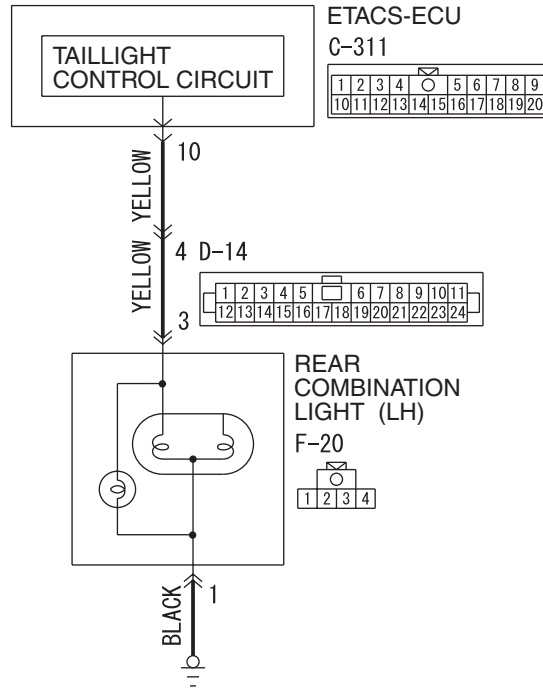 ETACS-ECU
C-311
TAILLIGHT
CONTROL CIRCUIT
1 2 3 4 5 6 7 8 9
10 11 12 13 14 15 16 17 18 19 20
10
YELLOW
4 D-14
YELLOW
1 2 3 4 5 6 7 8 9 10 11
12 13 14 15 16 17 18 19 20 21 22 23 24
3
REAR
COMBINATION
LIGHT (LH)
F-20
1 2 3 4
1
BLACK